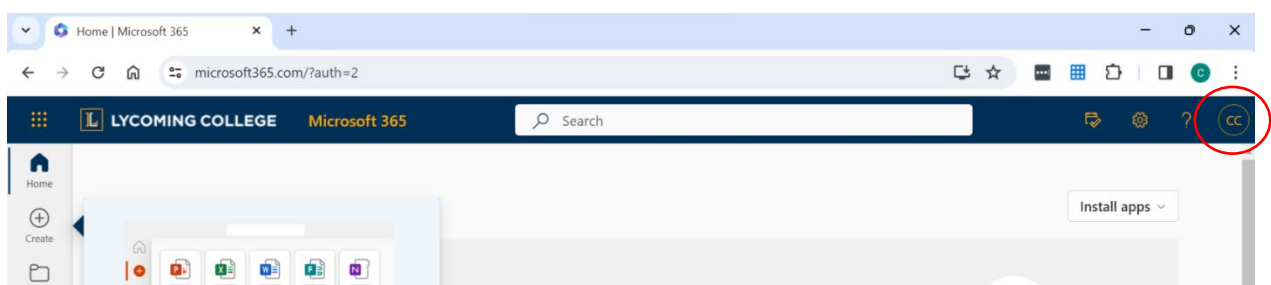 Home | Microsoft 365
microsoft365.com/?auth=2
C
L LYCOMING COLLEGE Microsoft 365 Search ? CC
Home
Install apps
Create
P X W F N